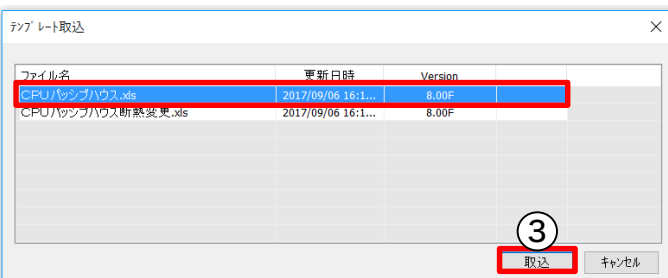 テンプレート取込
ファイル名 更新日時 Version
CPUパッシブハウス.xls 2017/09/06 16:1... 8.00F
CPUパッシブハウス断熱変更.xls 2017/09/06 16:1... 8.00F
③
取込 キャンセル